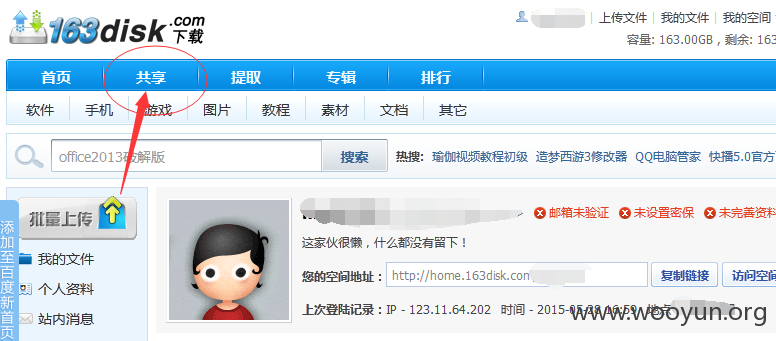 163disk.com下载
上传文件 | 我的文件 | 我的空间
容量: 163.00GB , 剩余: 163
首页 共享 提取 专辑 排行
软件 手机 游戏 图片 教程 素材 文档 其它
office2013破解版 搜索 热搜: 瑜伽视频教程初级 造梦西游3修改器 QQ电脑管家 快播5.0官方
批量上传
添加至百度新首页
我的文件
个人资料
站内消息
邮箱未验证 未设置密保 未完善资料
这家伙很懒，什么都没有留下！
您的空间地址: http://home.163disk.com 复制链接 访问空间
上次登陆记录: IP - 123.11.64.202 时间 - 2015-05-28 16:59 地点
www.wooyun.org